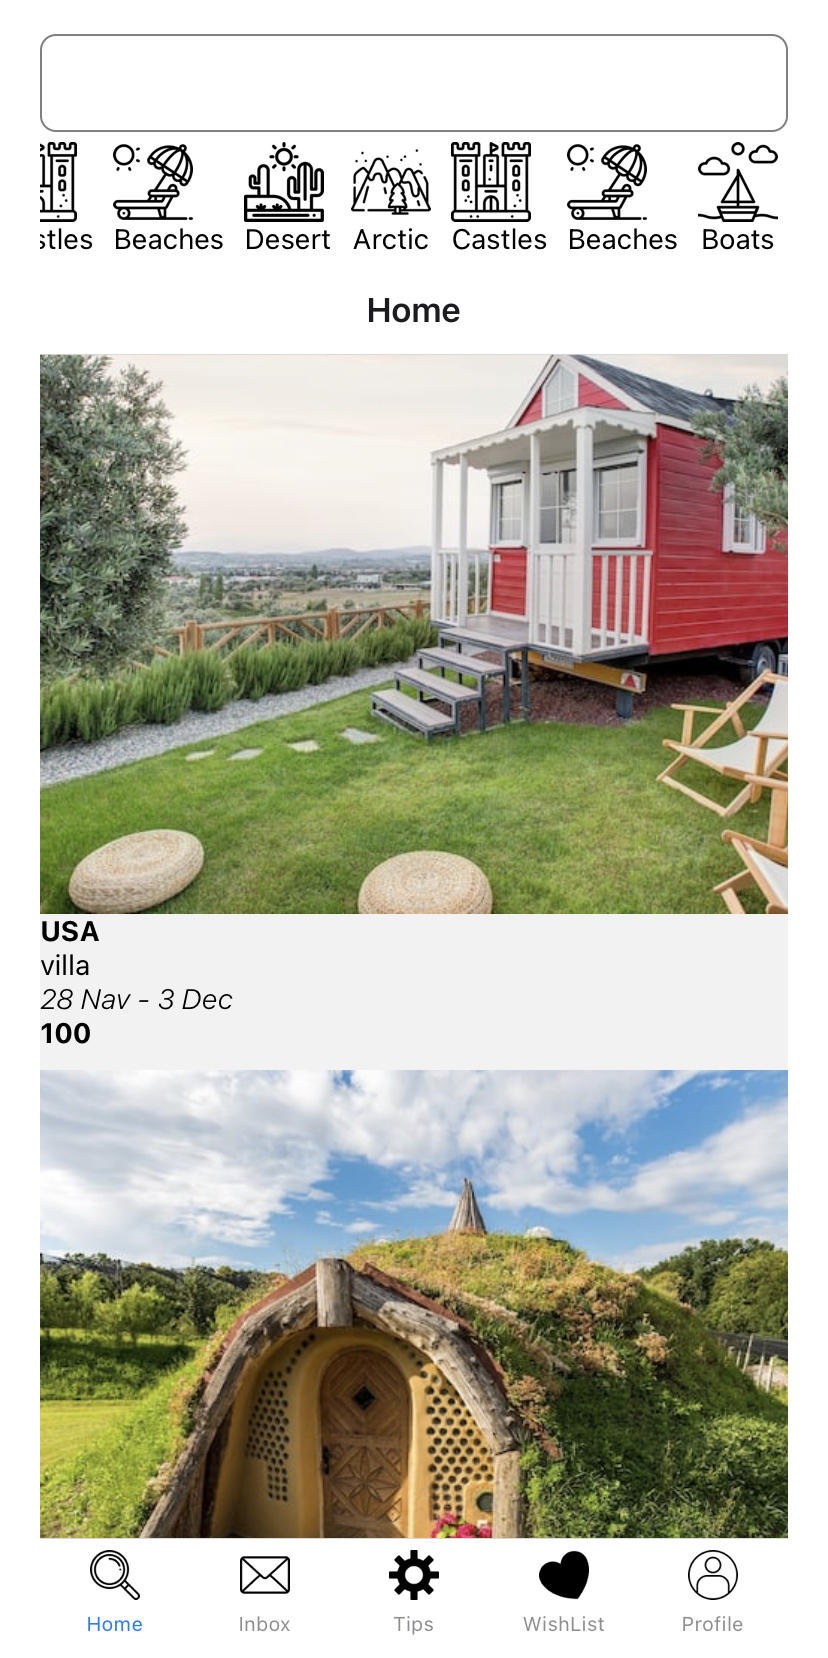 stles Beaches Desert Arctic Castles Beaches Boats
Home
USA
villa
28 Nav - 3 Dec
100
Home Inbox Tips WishList Profile